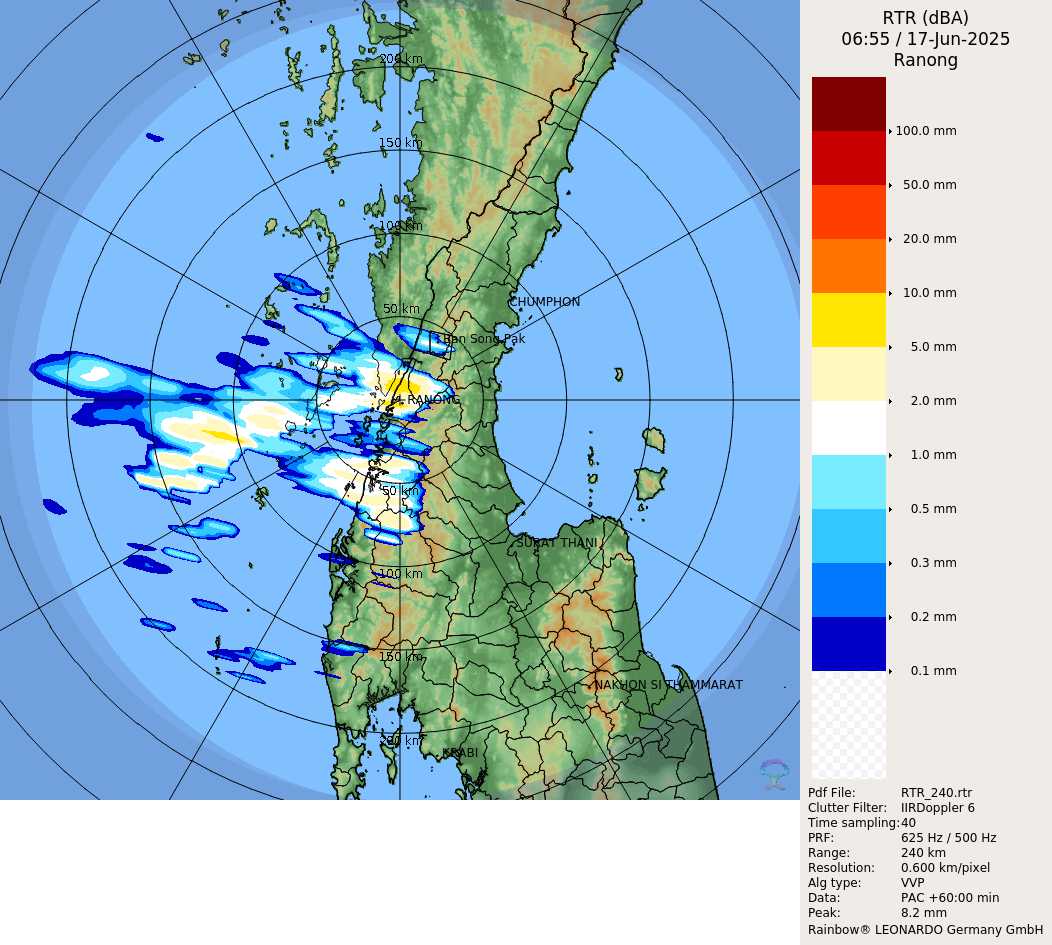 RTR (dBA)
06:55 / 17-Jun-2025
Ranong
100.0 mm
50.0 mm
20.0 mm
10.0 mm
5.0 mm
2.0 mm
1.0 mm
0.5 mm
0.3 mm
0.2 mm
0.1 mm
200 km
150 km
100 km
50 km
CHUMPHON
Ban Song Pak
RANONG
50 km
SURAT THANI
100 km
150 km
NAKHON SI THAMMARAT
200 km
KRABI
Pdf File: RTR_240.rtr
Clutter Filter: IIRDoppler 6
Time sampling:40
PRF: 625 Hz / 500 Hz
Range: 240 km
Resolution: 0.600 km/pixel
Alg type: VVP
Data: PAC +60:00 min
Peak: 8.2 mm
Rainbow® LEONARDO Germany GmbH